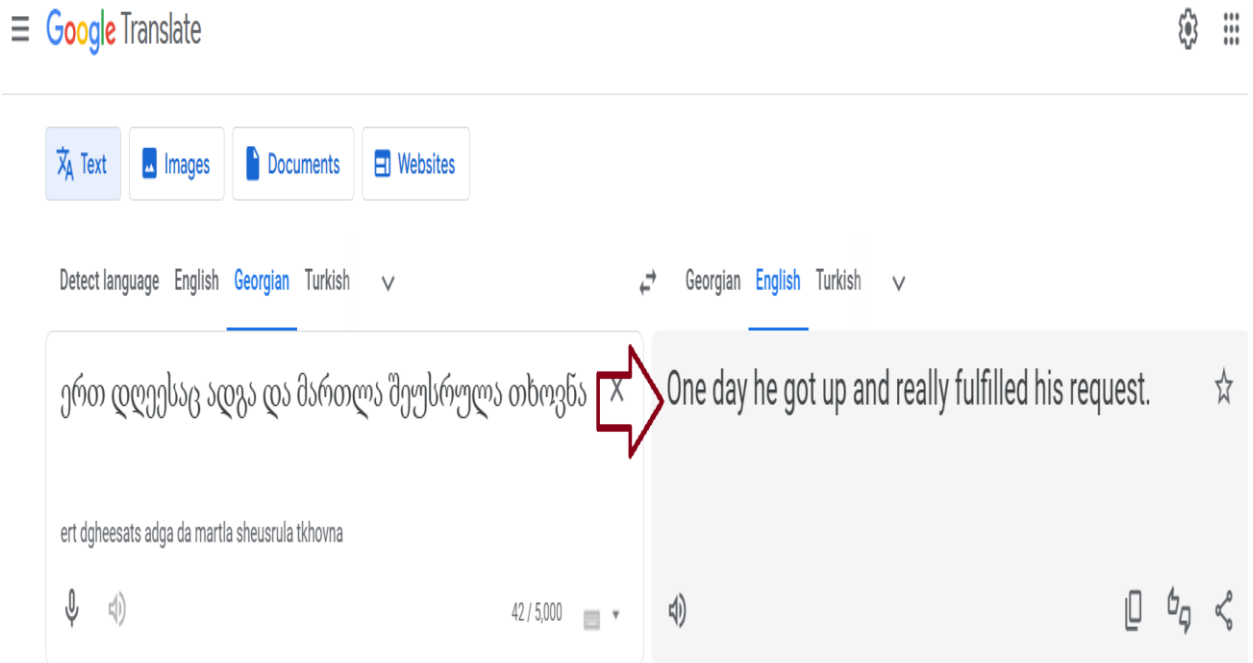 Google Translate
Text Images Documents Websites
Detect language English Georgian Turkish Georgian English Turkish
ერთ დღეესაც ადგა და მართლა შეუსრულა თხოვნა
One day he got up and really fulfilled his request.
ert dgheesats adga da martla sheusrula tkhovna
42 / 5,000